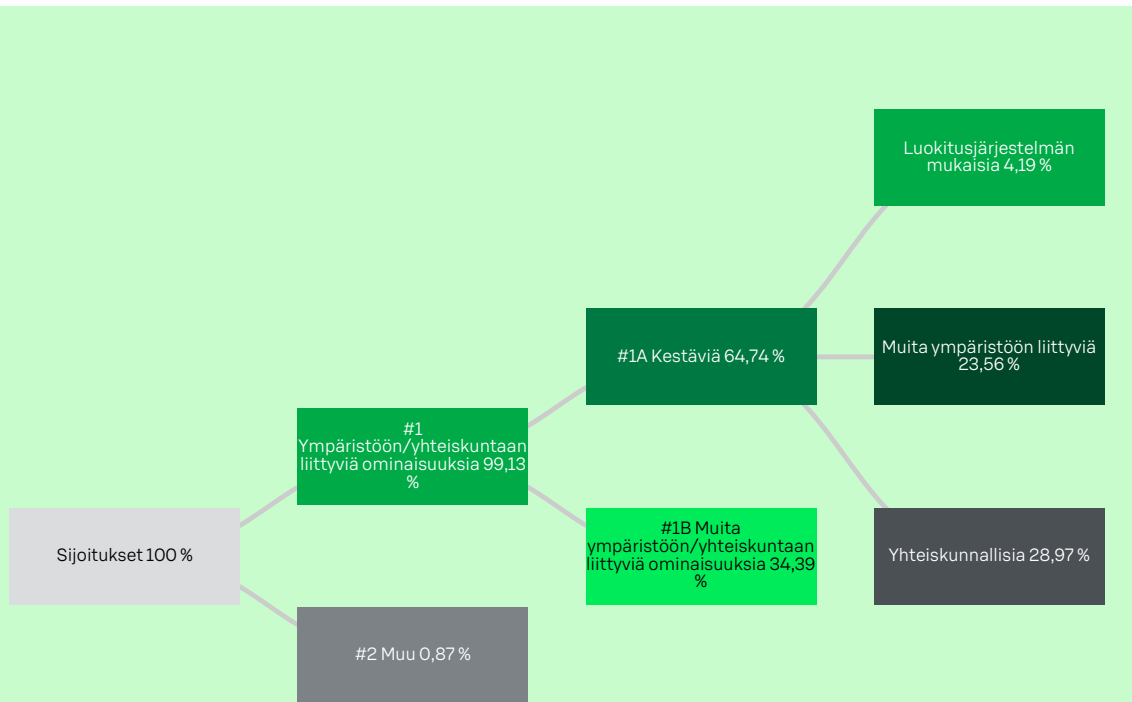 Luokitusjärjestelmän
mukaisia 4,19 %
#1A Kestäviä 64,74 %
Muita ympäristöön liittyviä
23,56 %
#1
Ympäristöön/yhteiskuntaan
liittyviä ominaisuuksia 99,13
%
Sijoitukset 100 %
#1B Muita
ympäristöön/yhteiskuntaan
liittyviä ominaisuuksia 34,39
%
Yhteiskunnallisia 28,97 %
#2 Muu 0,87 %